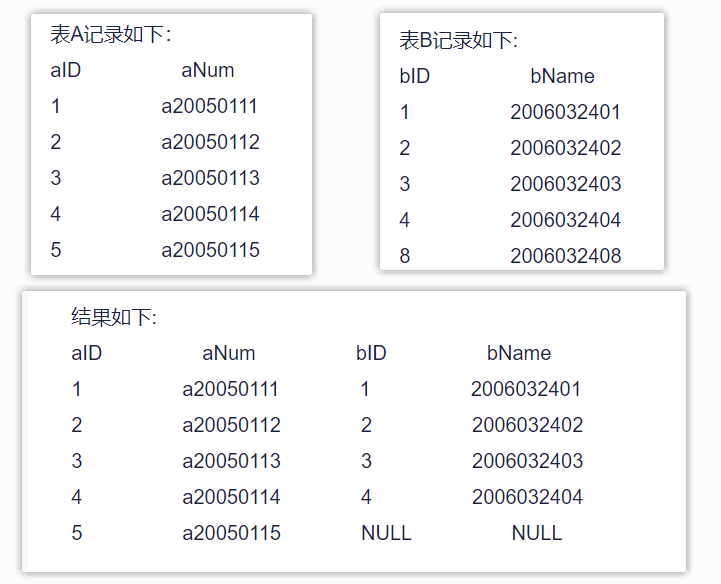 表A记录如下：
aID aNum
1 a20050111
2 a20050112
3 a20050113
4 a20050114
5 a20050115
表B记录如下:
bID bName
1 2006032401
2 2006032402
3 2006032403
4 2006032404
8 2006032408
结果如下:
aID aNum bID bName
1 a20050111 1 2006032401
2 a20050112 2 2006032402
3 a20050113 3 2006032403
4 a20050114 4 2006032404
5 a20050115 NULL NULL